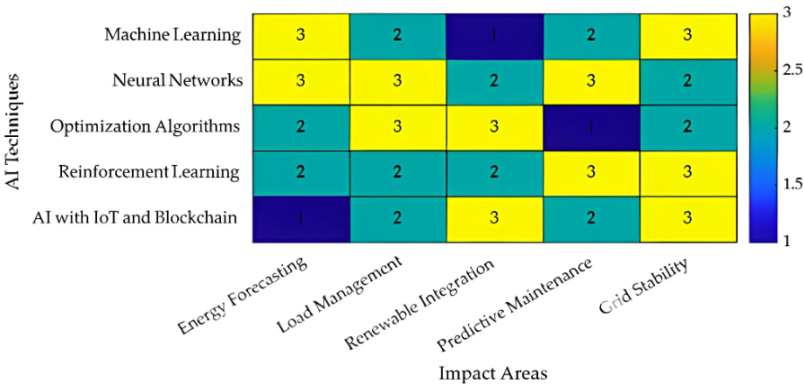 Machine Learning 3 2 1 2 3
Neural Networks 3 3 2 3 2
Optimization Algorithms 2 3 3 1 2
Reinforcement Learning 2 2 2 3 3
AI with IoT and Blockchain 1 2 3 2 3
AI Techniques
Energy Forecasting
Load Management
Renewable Integration
Predictive Maintenance
Grid Stability
Impact Areas
3
2.5
2
1.5
1